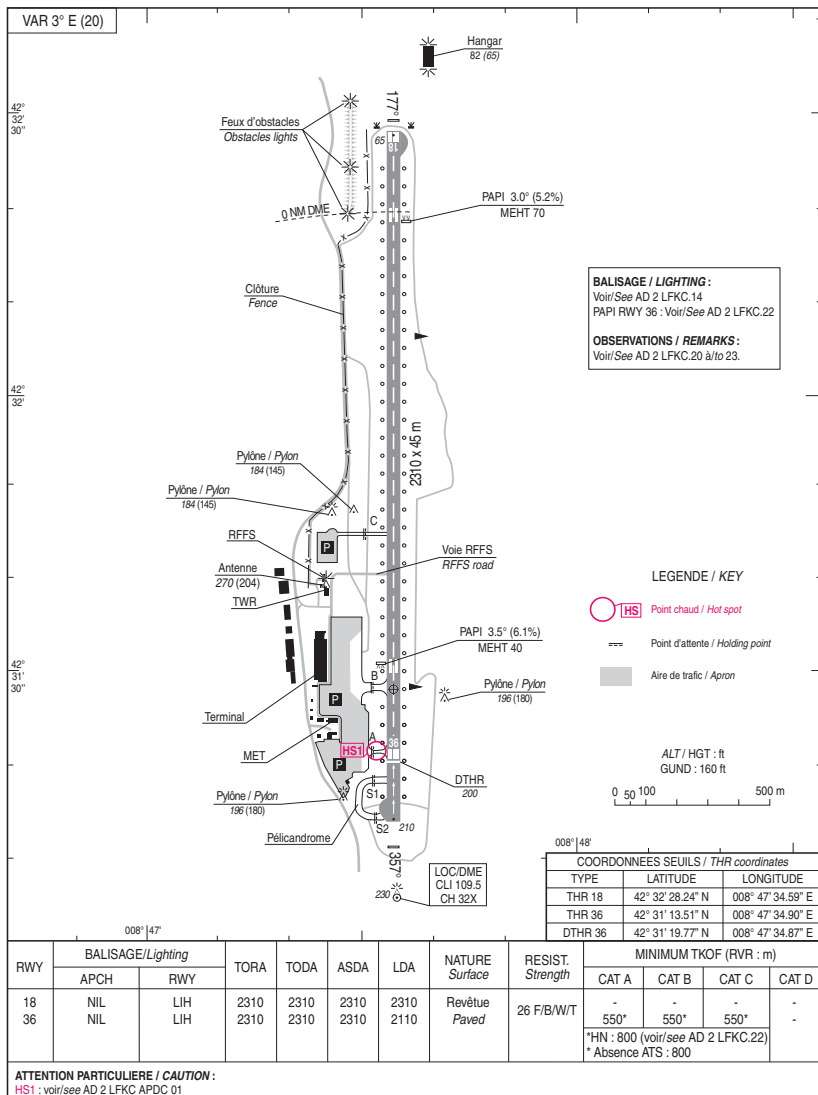 VAR 3° E (20)
Hangar
82 (65)
177°
42°
32'
30"
Feux d'obstacles
Obstacles lights
65
18
0 NM DME
PAPI 3.0° (5.2%)
MEHT 70
Clôture
Fence
BALISAGE / LIGHTING :
Voir/See AD 2 LFKC.14
PAPI RWY 36 : Voir/See AD 2 LFKC.22
OBSERVATIONS / REMARKS :
Voir/See AD 2 LFKC.20 à/to 23.
42°
32'
2310 x 45 m
Pylône / Pylon
184 (145)
Pylône / Pylon
184 (145)
C
RFFS
P
Voie RFFS
RFFS road
Antenne
270 (204)
TWR
LEGENDE / KEY
HS Point chaud / Hot spot
Point d'attente / Holding point
Aire de trafic / Apron
PAPI 3.5° (6.1%)
MEHT 40
42°
31'
30"
B
Pylône / Pylon
196 (180)
P
Terminal
A
36
HS1
MET
P
DTHR
200
ALT / HGT : ft
GUND : 160 ft
0 50 100 500 m
S1
Pylône / Pylon
196 (180)
S2
210
Pélicandrome
008° 48'
357°
LOC/DME
CLI 109.5
CH 32X
230
008° 47'
COORDONNEES SEUILS / THR coordinates
TYPE LATITUDE LONGITUDE
THR 18 42° 32' 28.24" N 008° 47' 34.59" E
THR 36 42° 31' 13.51" N 008° 47' 34.90" E
DTHR 36 42° 31' 19.77" N 008° 47' 34.87" E
RWY BALISAGE/Lighting TORA TODA ASDA LDA NATURE RESIST. MINIMUM TKOF (RVR : m)
Surface Strength
APCH RWY CAT A CAT B CAT C CAT D
18 NIL LIH 2310 2310 2310 2310 Revêtue 26 F/B/W/T - - - -
36 NIL LIH 2310 2310 2310 2110 Paved 550* 550* 550* -
*HN : 800 (voir/see AD 2 LFKC.22)
* Absence ATS : 800
ATTENTION PARTICULIERE / CAUTION :
HS1 : voir/see AD 2 LFKC APDC 01